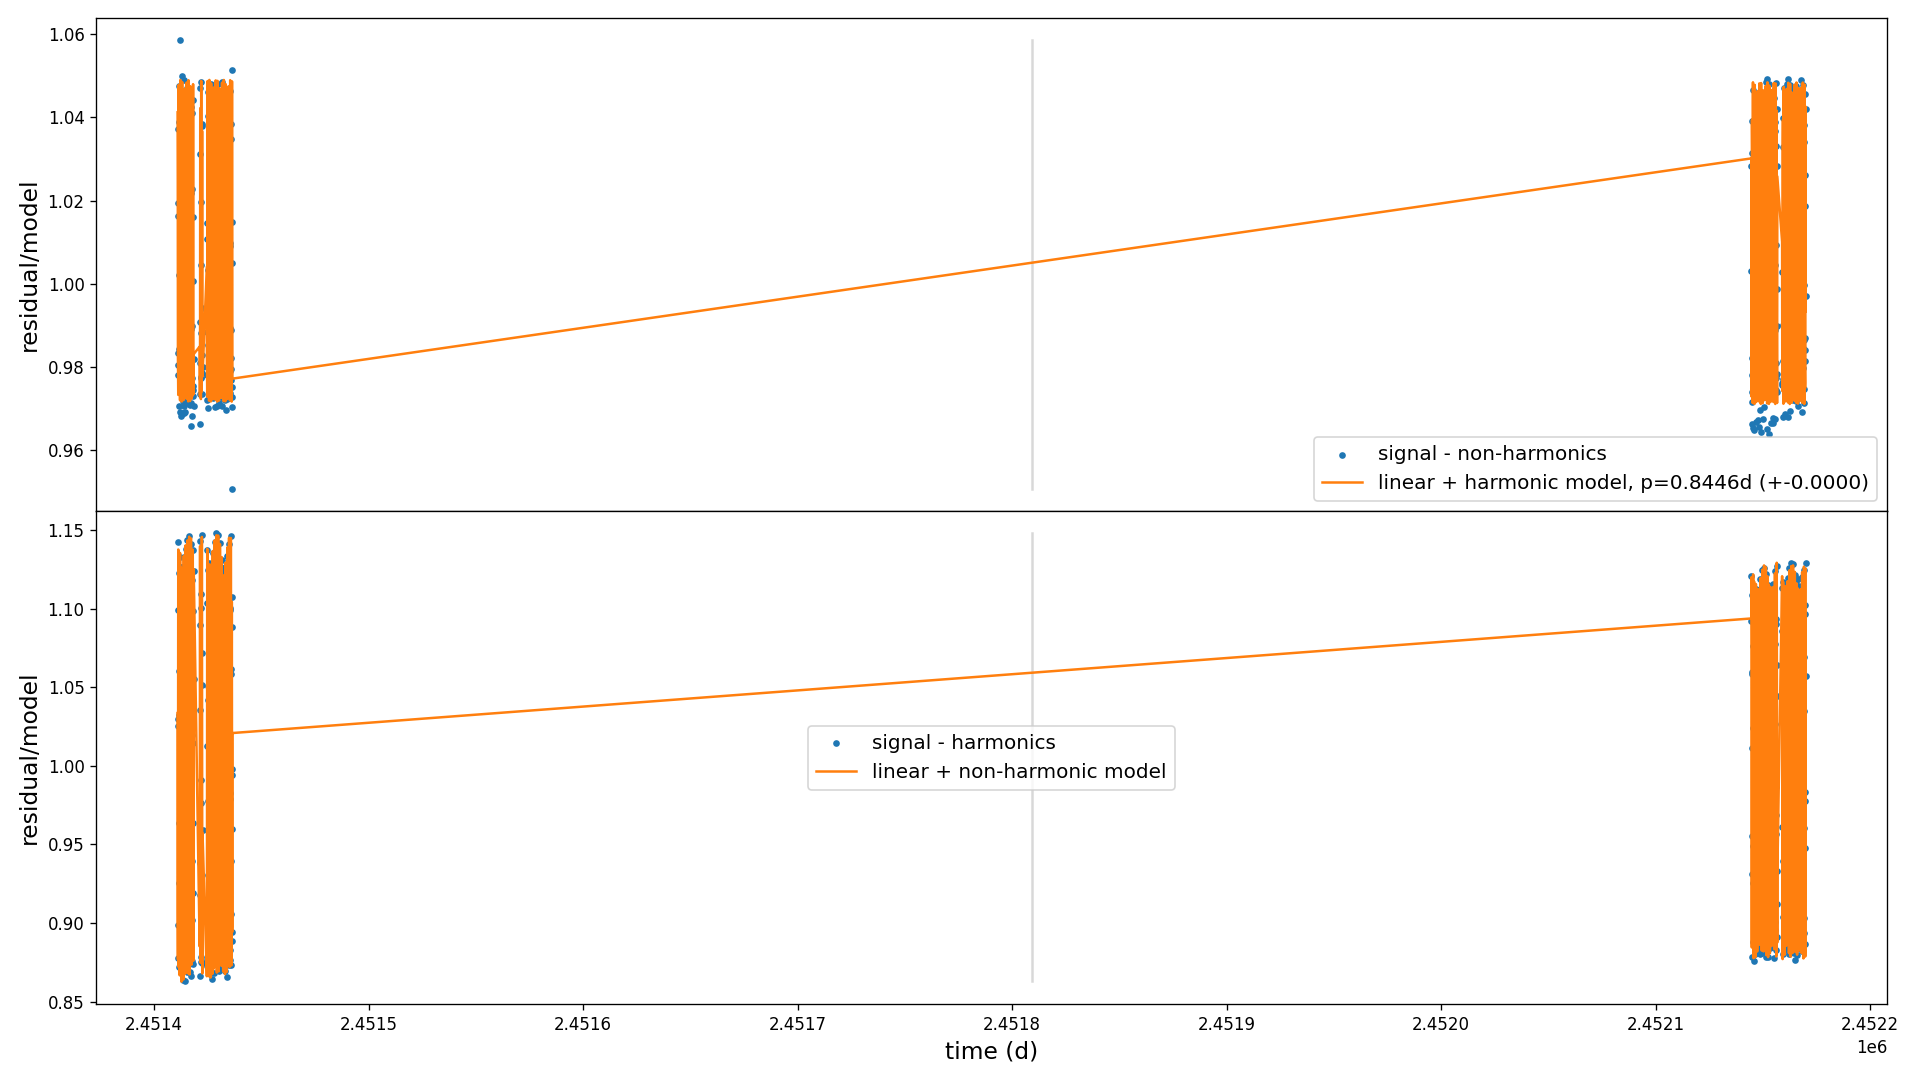 1.06
1.04
1.02
1.00
0.98
0.96
residual/model
signal - non-harmonics
linear + harmonic model, p=0.8446d (+-0.0000)
1.15
1.10
1.05
1.00
0.95
0.90
0.85
residual/model
signal - harmonics
linear + non-harmonic model
2.4514 2.4515 2.4516 2.4517 2.4518 2.4519 2.4520 2.4521 2.4522
1e6
time (d)